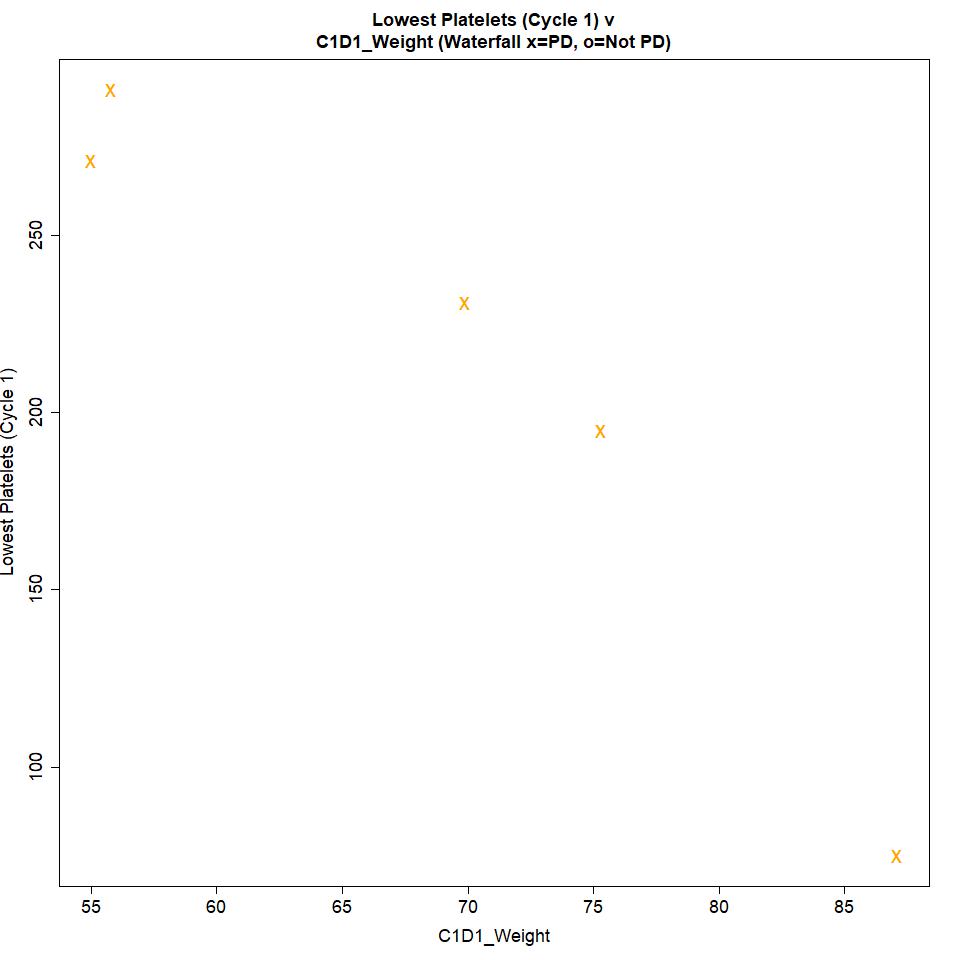 Lowest Platelets (Cycle 1) v
C1D1_Weight (Waterfall x=PD, o=Not PD)
Lowest Platelets (Cycle 1)
250
200
150
100
X
X
X
X
X
55 60 65 70 75 80 85
C1D1_Weight